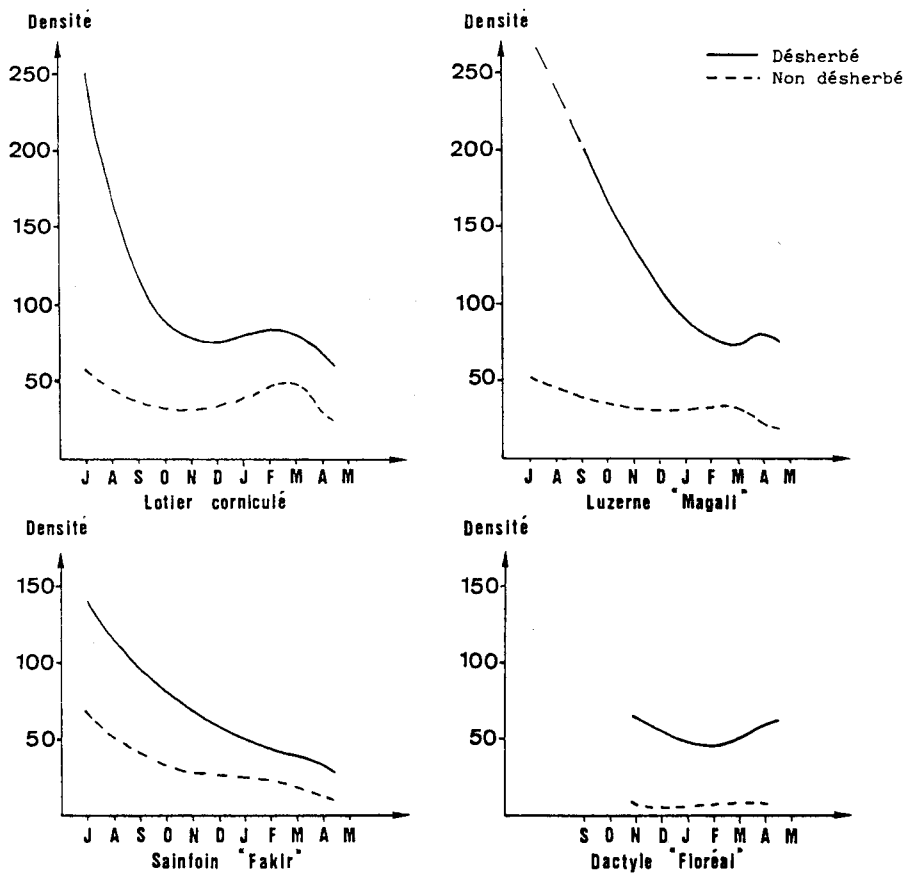 Densité
250
200
150
100
50
J A S O N D J F M A M
Lotier corniculé
Densité
250
200
150
100
50
J A S O N D J F M A M
Luzerne "Magali"
Désherbé
Non désherbé
Densité
150
100
50
J A S O N D J F M A M
Sainfoin "Fakir"
Densité
150
100
50
S O N D J F M A M
Dactyle "Floréal"